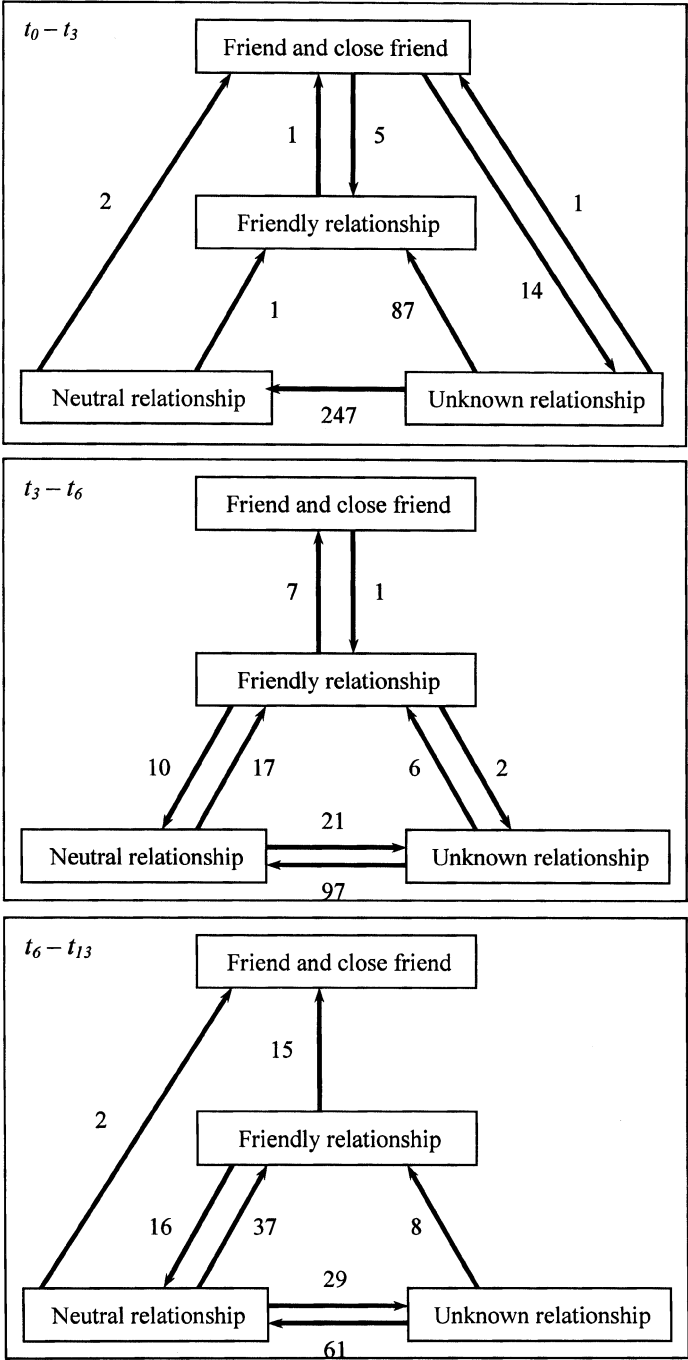 t0 – t3
Friend and close friend
1
5
2
1
Friendly relationship
14
1
87
Neutral relationship
Unknown relationship
247
t3 – t6
Friend and close friend
7
1
Friendly relationship
10
17
6
2
21
Neutral relationship
Unknown relationship
97
t6 – t13
Friend and close friend
15
2
Friendly relationship
16
37
8
29
Neutral relationship
Unknown relationship
61